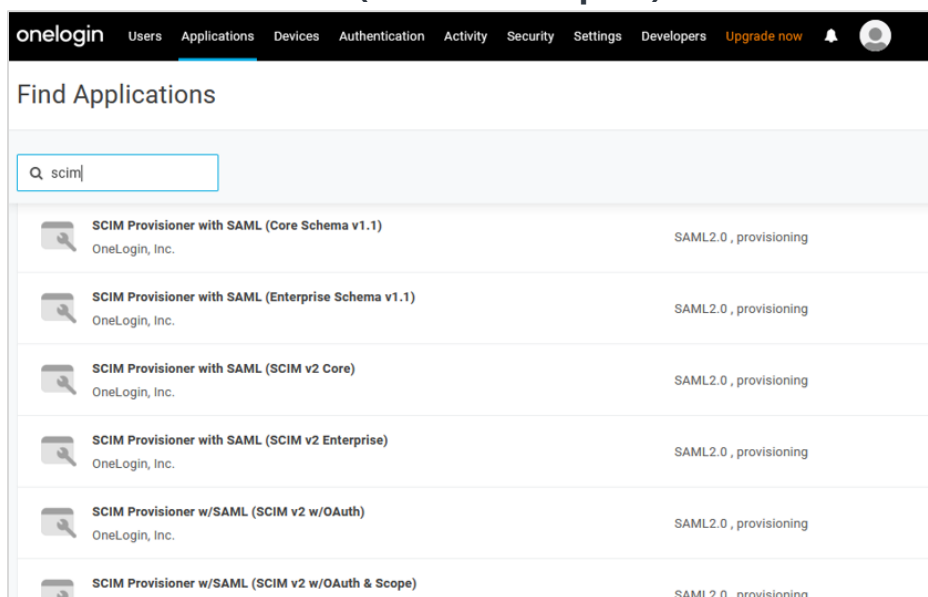 onelogin Users Applications Devices Authentication Activity Security Settings Developers Upgrade now
Find Applications
scim
SCIM Provisioner with SAML (Core Schema v1.1)
OneLogin, Inc.
SAML2.0 , provisioning
SCIM Provisioner with SAML (Enterprise Schema v1.1)
OneLogin, Inc.
SAML2.0 , provisioning
SCIM Provisioner with SAML (SCIM v2 Core)
OneLogin, Inc.
SAML2.0 , provisioning
SCIM Provisioner with SAML (SCIM v2 Enterprise)
OneLogin, Inc.
SAML2.0 , provisioning
SCIM Provisioner w/SAML (SCIM v2 w/OAuth)
OneLogin, Inc.
SAML2.0 , provisioning
SCIM Provisioner w/SAML (SCIM v2 w/OAuth & Scope)
SAML2.0 , provisioning